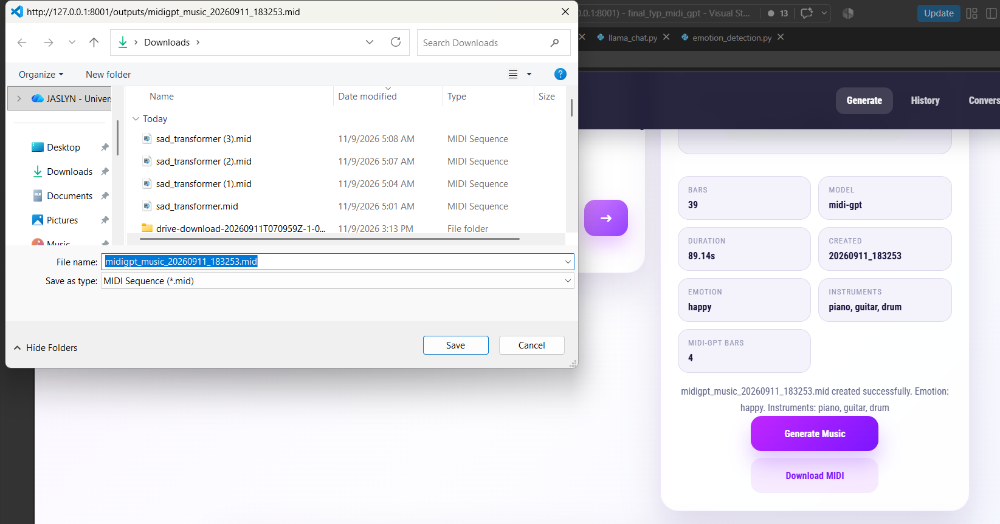 http://127.0.0.1:8001/outputs/midigpt_music_20260911_183253.mid
Downloads
Search Downloads
Organize
New folder
?
JASLYN - Univers
Desktop
Downloads
Documents
Pictures
Music
Name
Date modified
Type
Size
Today
sad_transformer (3).mid 11/9/2026 5:08 AM MIDI Sequence
sad_transformer (2).mid 11/9/2026 5:07 AM MIDI Sequence
sad_transformer (1).mid 11/9/2026 5:04 AM MIDI Sequence
sad_transformer.mid 11/9/2026 5:01 AM MIDI Sequence
drive-download-20260911T070959Z-1-0... 11/9/2026 3:13 PM File folder
File name: midigpt_music_20260911_183253.mid
Save as type: MIDI Sequence (*.mid)
Hide Folders
Save
Cancel
0.0.1:8001) - final_fyp_midi_gpt - Visual St...
13
Update
llama_chat.py
emotion_detection.py
Generate
History
Convers
BARS
39
MODEL
midi-gpt
DURATION
89.14s
CREATED
20260911_183253
EMOTION
happy
INSTRUMENTS
piano, guitar, drum
MIDI-GPT BARS
4
midigpt_music_20260911_183253.mid created successfully. Emotion:
happy. Instruments: piano, guitar, drum
Generate Music
Download MIDI